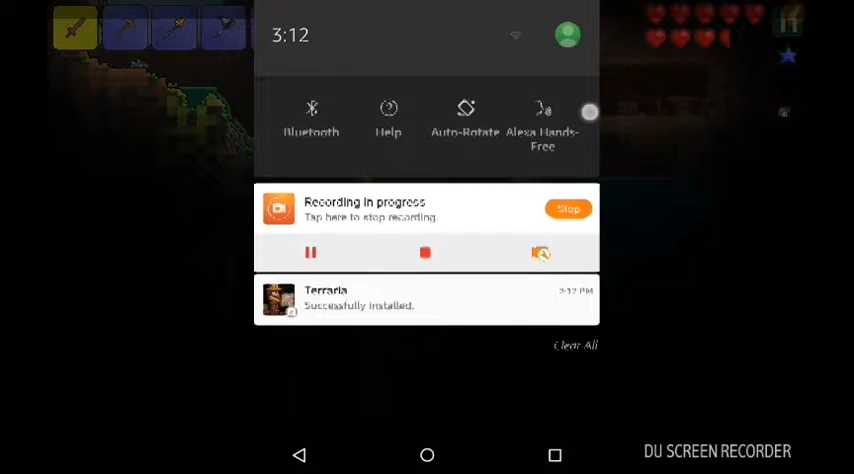 3:12
Bluetooth
Help
Auto-Rotate
Alexa Hands-
Free
Recording in progress
Tap here to stop recording.
Stop
Terraria
3:12 PM
Successfully installed.
Clear All
DU SCREEN RECORDER